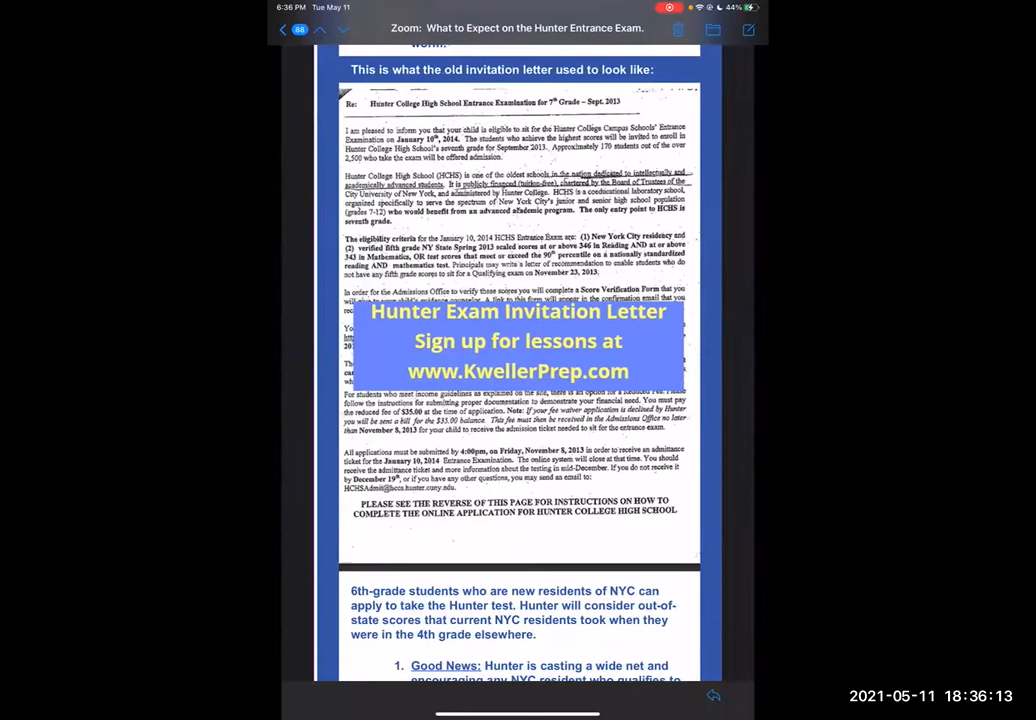 6:36 PM Tue May 11
44%
88
Zoom: What to Expect on the Hunter Entrance Exam.
This is what the old invitation letter used to look like:
Re: Hunter College High School Entrance Examination for 7th Grade – Sept. 2013
I am pleased to inform you that your child is eligible to sit for the Hunter College Campus Schools' Entrance
Examination on January 10th, 2014. The students who achieve the highest scores will be invited to enroll in
Hunter College High School's seventh grade for September 2013. Approximately 170 students out of the over
2,500 who take the exam will be offered admission.
Hunter College High School (HCHS) is one of the oldest schools in the nation dedicated to intellectually and
academically advanced students. It is publicly financed (tuition-free), chartered by the Board of Trustees of the
City University of New York, and administered by Hunter College. HCHS is a coeducational laboratory school,
organized specifically to serve the spectrum of New York City's junior and senior high school population
(grades 7-12) who would benefit from an advanced academic program. The only entry point to HCHS is
seventh grade.
The eligibility criteria for the January 10, 2014 HCHS Entrance Exam are: (1) New York City residency and
(2) verified fifth grade NY State Spring 2013 scaled scores at or above 346 in Reading AND at or above
343 in Mathematics, OR test scores that meet or exceed the 90th percentile on a nationally standardized
reading AND mathematics test. Principals may write a letter of recommendation to enable students who do
not have any fifth grade scores to sit for a Qualifying exam on November 23, 2013.
In order for the Admissions Office to verify these scores you will complete a Score Verification Form that you
Hunter Exam Invitation Letter
Sign up for lessons at
www.KwellerPrep.com
For students who meet income guidelines as explained on the site, there is an option for a Reduced Fee. Please
follow the instructions for submitting proper documentation to demonstrate your financial need. You must pay
the reduced fee of $35.00 at the time of application. Note: If your fee waiver application is declined by Hunter
you will be sent a bill for the $35.00 balance. This fee must then be received in the Admissions Office no later
than November 8, 2013 for your child to receive the admission ticket needed to sit for the entrance exam.
All applications must be submitted by 4:00pm, on Friday, November 8, 2013 in order to receive an admittance
ticket for the January 10, 2014 Entrance Examination. The online system will close at that time. You should
receive the admittance ticket and more information about the testing in mid-December. If you do not receive it
by December 19th, or if you have any other questions, you may send an email to:
HCHSAdmit@hccs.hunter.cuny.edu.
PLEASE SEE THE REVERSE OF THIS PAGE FOR INSTRUCTIONS ON HOW TO
COMPLETE THE ONLINE APPLICATION FOR HUNTER COLLEGE HIGH SCHOOL
6th-grade students who are new residents of NYC can
apply to take the Hunter test. Hunter will consider out-of-
state scores that current NYC residents took when they
were in the 4th grade elsewhere.
1. Good News: Hunter is casting a wide net and
encouraging any NYC resident who qualifies to
2021-05-11 18:36:13